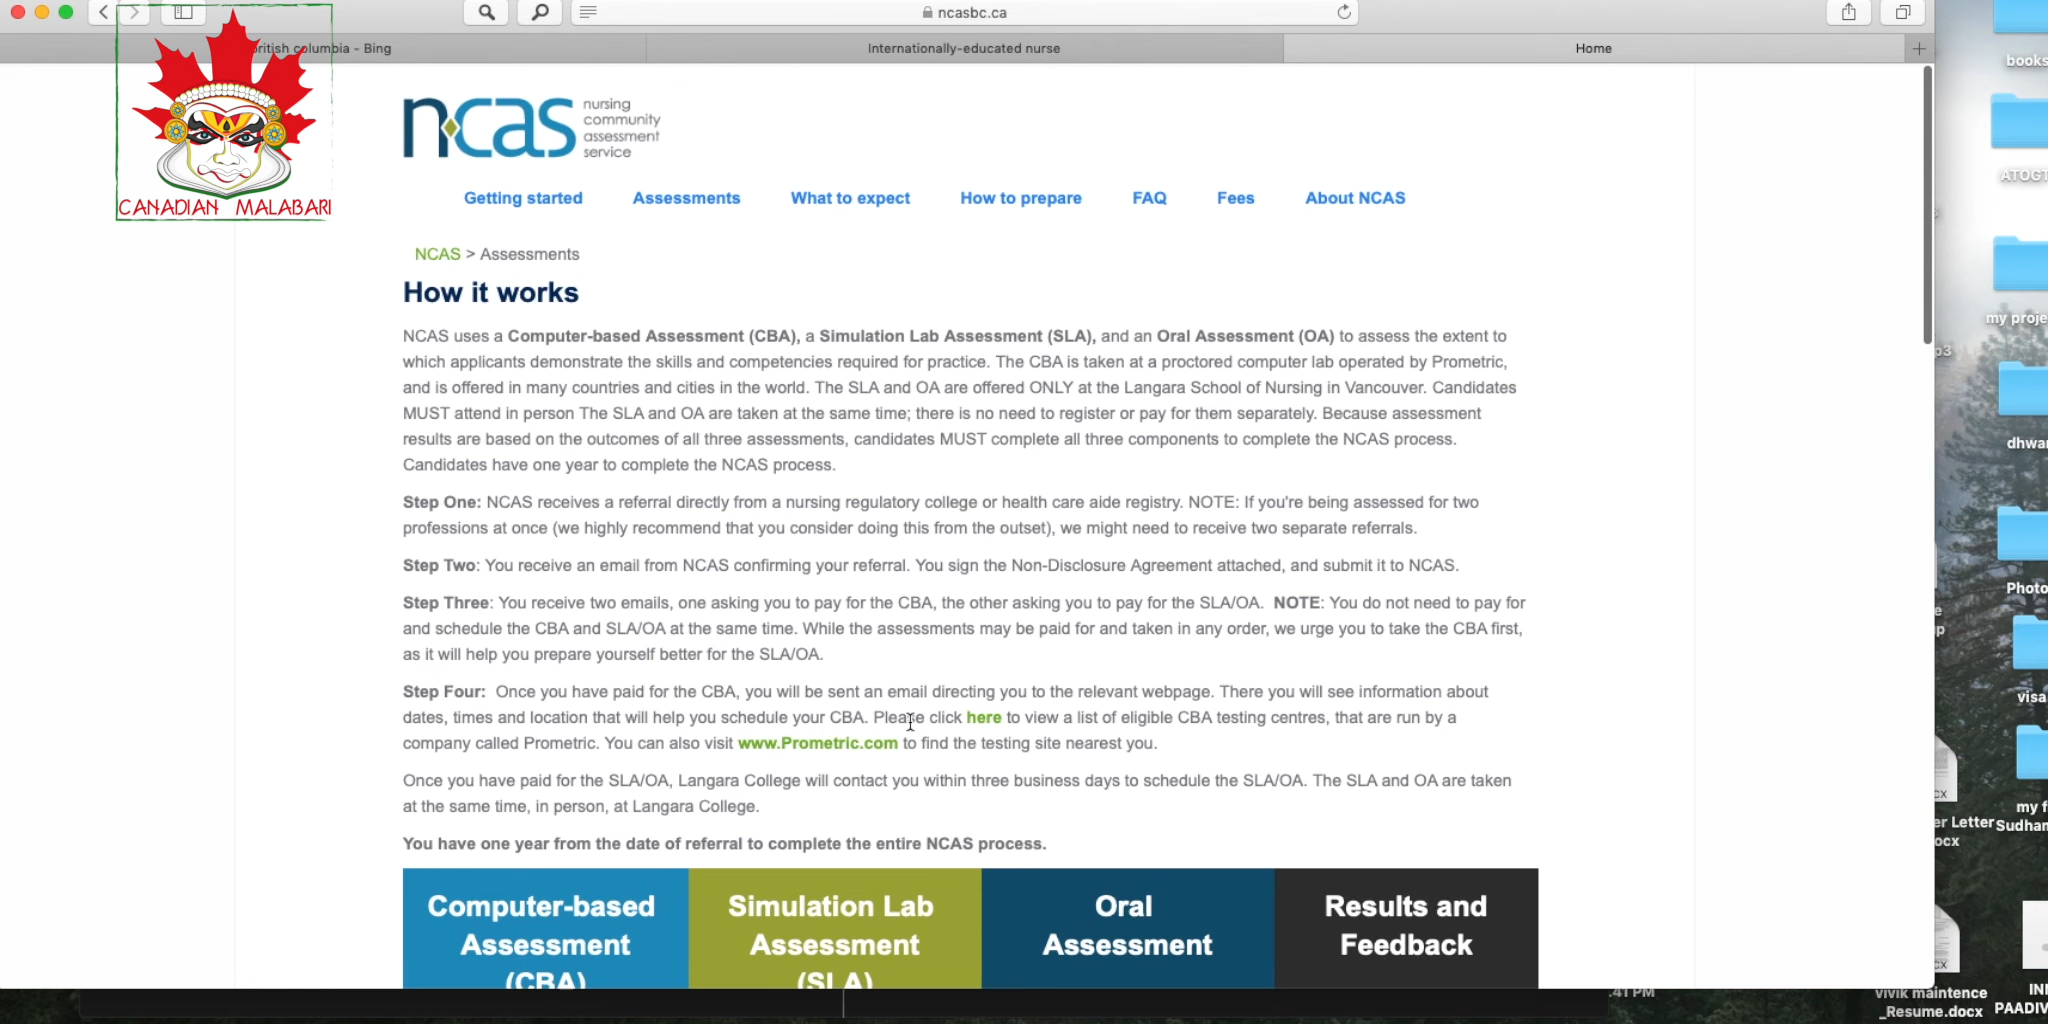 ncasbc.ca
british columbia - Bing
Internationally-educated nurse
Home
CANADIAN MALABARI
ncas nursing
community
assessment
service
Getting started Assessments What to expect How to prepare FAQ Fees About NCAS
NCAS > Assessments
How it works
NCAS uses a Computer-based Assessment (CBA), a Simulation Lab Assessment (SLA), and an Oral Assessment (OA) to assess the extent to
which applicants demonstrate the skills and competencies required for practice. The CBA is taken at a proctored computer lab operated by Prometric,
and is offered in many countries and cities in the world. The SLA and OA are offered ONLY at the Langara School of Nursing in Vancouver. Candidates
MUST attend in person The SLA and OA are taken at the same time; there is no need to register or pay for them separately. Because assessment
results are based on the outcomes of all three assessments, candidates MUST complete all three components to complete the NCAS process.
Candidates have one year to complete the NCAS process.
Step One: NCAS receives a referral directly from a nursing regulatory college or health care aide registry. NOTE: If you're being assessed for two
professions at once (we highly recommend that you consider doing this from the outset), we might need to receive two separate referrals.
Step Two: You receive an email from NCAS confirming your referral. You sign the Non-Disclosure Agreement attached, and submit it to NCAS.
Step Three: You receive two emails, one asking you to pay for the CBA, the other asking you to pay for the SLA/OA. NOTE: You do not need to pay for
and schedule the CBA and SLA/OA at the same time. While the assessments may be paid for and taken in any order, we urge you to take the CBA first,
as it will help you prepare yourself better for the SLA/OA.
Step Four: Once you have paid for the CBA, you will be sent an email directing you to the relevant webpage. There you will see information about
dates, times and location that will help you schedule your CBA. Please click here to view a list of eligible CBA testing centres, that are run by a
company called Prometric. You can also visit www.Prometric.com to find the testing site nearest you.
Once you have paid for the SLA/OA, Langara College will contact you within three business days to schedule the SLA/OA. The SLA and OA are taken
at the same time, in person, at Langara College.
You have one year from the date of referral to complete the entire NCAS process.
Computer-based
Assessment
(CBA)
Simulation Lab
Assessment
(SLA)
Oral
Assessment
Results and
Feedback
books
ATOGT
my proje
p3
dhwa
Photo
visa
my f
Sudhan
er Letter
ocx
vivik maintence
_Resume.docx
INI
PAADIV
.41 PM